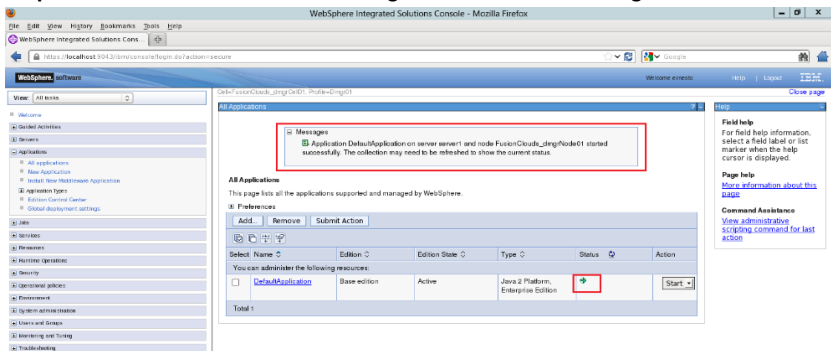 WebSphere Integrated Solutions Console - Mozilla Firefox
File Edit View History Bookmarks Tools Help
WebSphere Integrated Solutions Cons...
https://localhost:9043/ibm/console/login.do?action=secure
Google
WebSphere. software
Welcome ernesto
Help | Logout
IBM.
View: All tasks
Cell=FusionClouds_dmgrCell01, Profile=Dmgr01
Close page
Welcome
Guided Activities
Servers
Applications
All applications
New Application
Install New Middleware Application
Application Types
Edition Control Center
Global deployment settings
Jobs
Services
Resources
Runtime Operations
Security
Operational policies
Environment
System administration
Users and Groups
Monitoring and Tuning
Troubleshooting
All Applications
Messages
Application DefaultApplication on server server1 and node FusionClouds_dmgrNode01 started
successfully. The collection may need to be refreshed to show the current status.
All Applications
This page lists all the applications supported and managed by WebSphere.
Preferences
Add... Remove Submit Action
Select Name Edition Edition State Type Status Action
You can administer the following resources:
DefaultApplication Base edition Active Java 2 Platform,
Enterprise Edition
Start
Total 1
Help
Field help
For field help information,
select a field label or list
marker when the help
cursor is displayed.
Page help
More information about this
page
Command Assistance
View administrative
scripting command for last
action